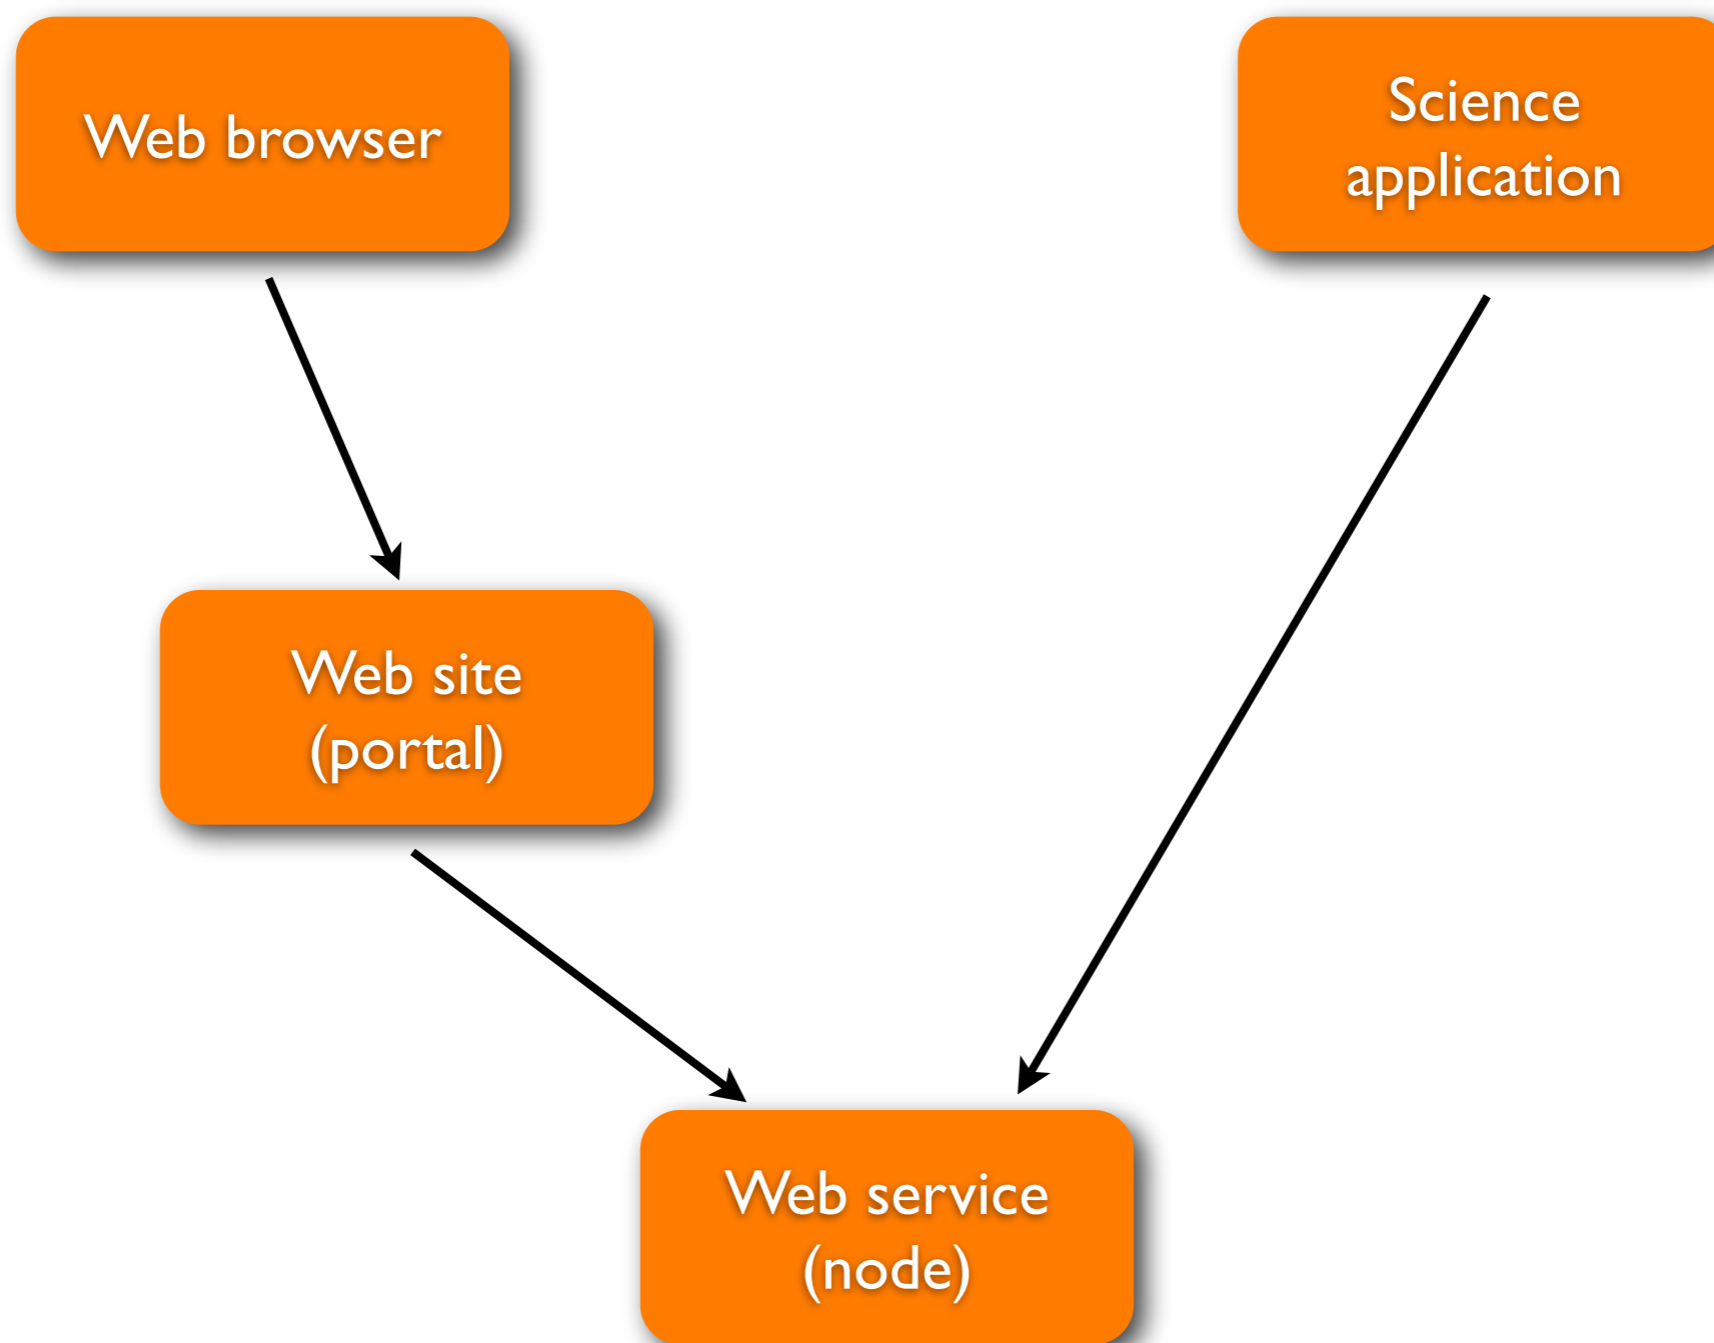 Web browser
Science
application
Web site
(portal)
Web service
(node)